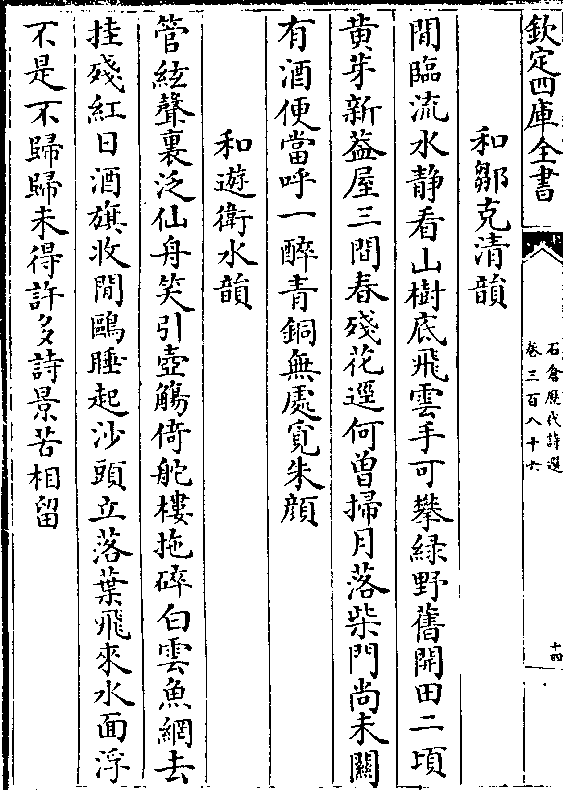 欽定四庫全書
石倉歷代詩選
卷三百八十六
十四
和鄒克清韻
間臨流水静看山樹底飛雲手可攀緑野舊開田二頃
黄芽新葢屋三間春殘花逕何曽掃月落柴門尚未闗
有酒便當呼一醉青銅無處寛朱顔
和遊衛水韻
管絃聲裏泛仙舟笑引壺觴倚舵樓拖碎白雲魚網去
挂殘紅日酒旗收間鷗睡起沙頭立落葉飛來水面浮
不是不歸歸未得許多詩景苦相留